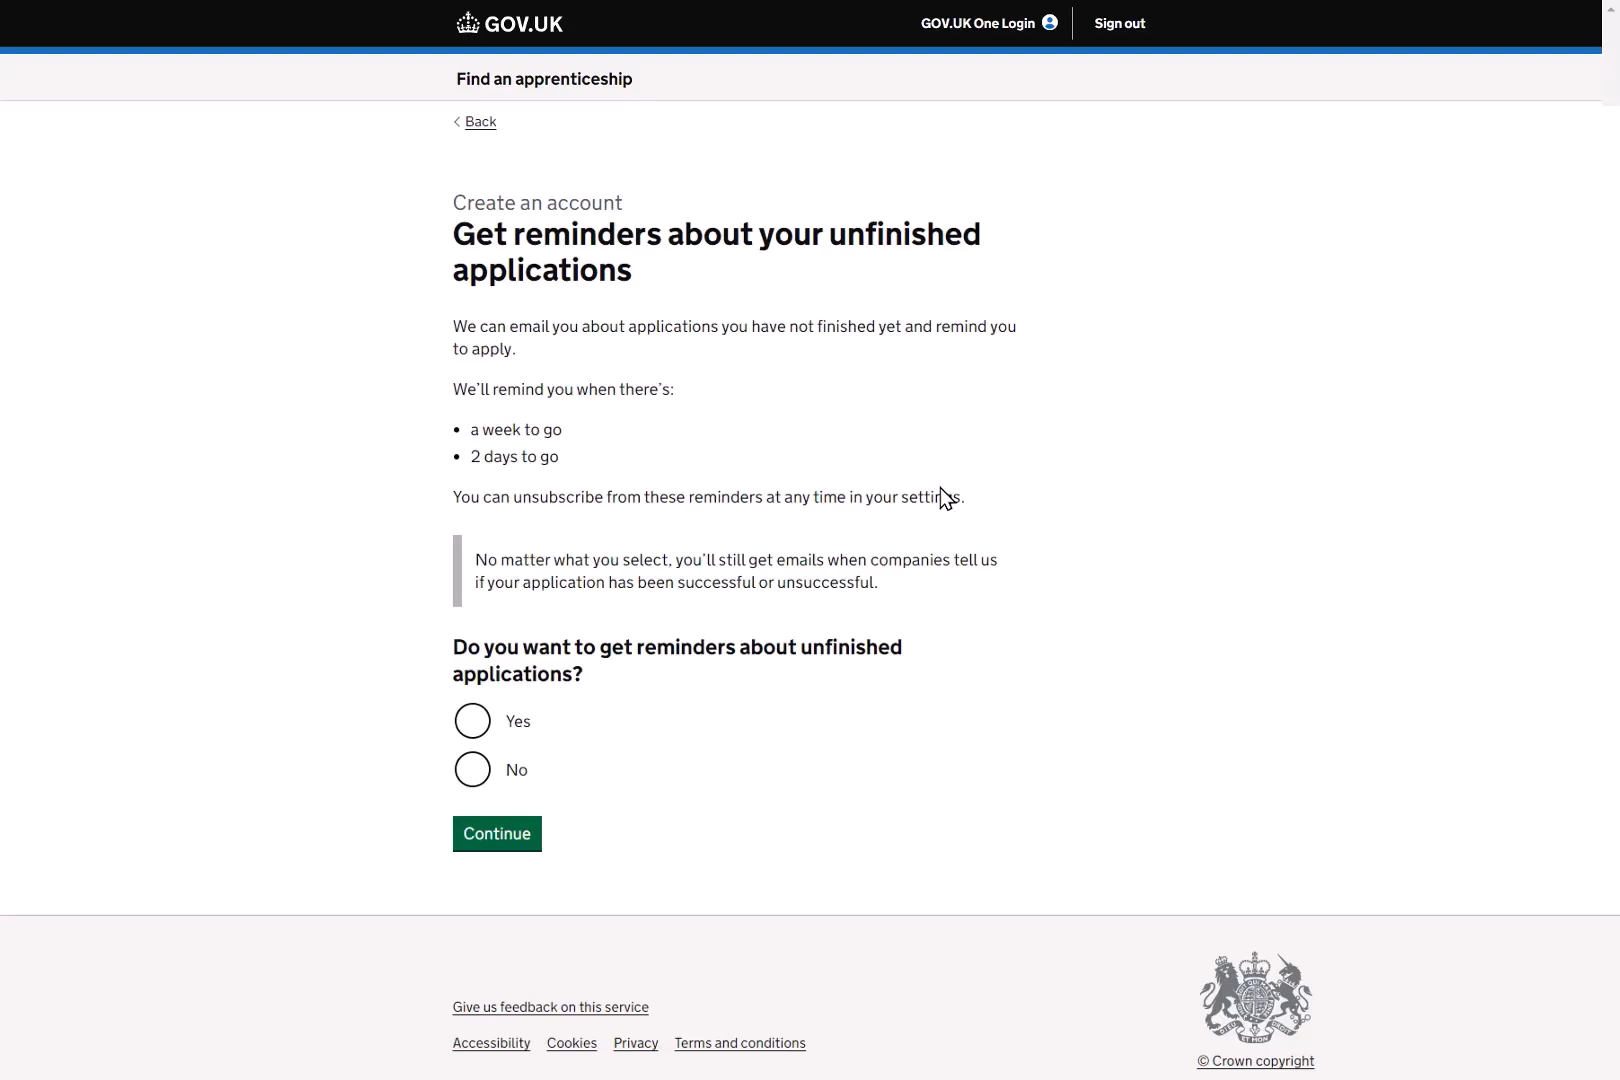 GOV.UK
GOV.UK One Login
Sign out
Find an apprenticeship
Back
Create an account
Get reminders about your unfinished
applications
We can email you about applications you have not finished yet and remind you
to apply.
We'll remind you when there's:
• a week to go
• 2 days to go
You can unsubscribe from these reminders at any time in your settings.
No matter what you select, you'll still get emails when companies tell us
if your application has been successful or unsuccessful.
Do you want to get reminders about unfinished
applications?
Yes
No
Continue
Give us feedback on this service
Accessibility Cookies Privacy Terms and conditions
© Crown copyright